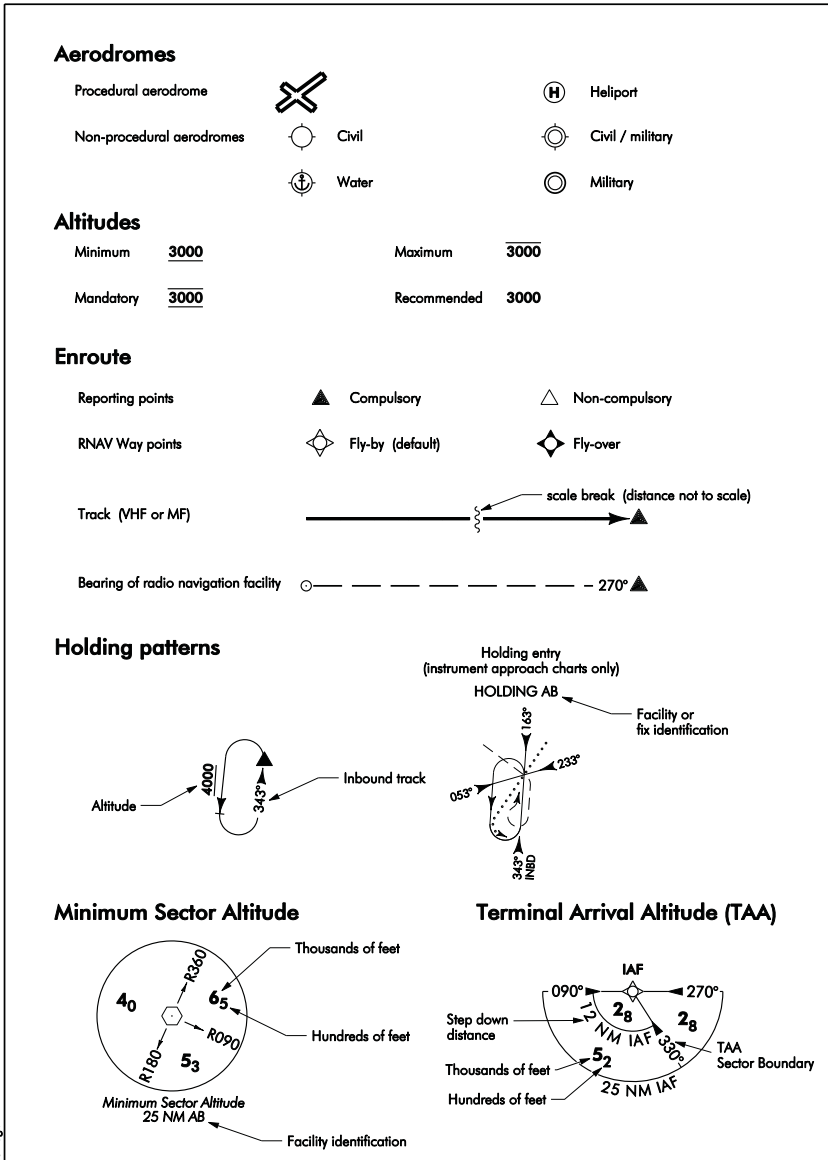 Aerodromes
Procedural aerodrome
H Heliport
Non-procedural aerodromes Civil Civil / military
Water Military
Altitudes
Minimum 3000 Maximum 3000
Mandatory 3000 Recommended 3000
Enroute
Reporting points Compulsory Non-compulsory
RNAV Way points Fly-by (default) Fly-over
scale break (distance not to scale)
Track (VHF or MF)
Bearing of radio navigation facility 270°
Holding patterns
Holding entry
(instrument approach charts only)
HOLDING AB
Facility or
fix identification
163°
233°
053°
343°
INBD
4000
343°
Inbound track
Altitude
Minimum Sector Altitude
Thousands of feet
R360
40
65
Hundreds of feet
R090
R180
53
Minimum Sector Altitude
25 NM AB
Facility identification
Terminal Arrival Altitude (TAA)
IAF
090° 270°
28
28
Step down
distance
12 NM IAF
330°
TAA
Sector Boundary
52
Thousands of feet
Hundreds of feet
25 NM IAF